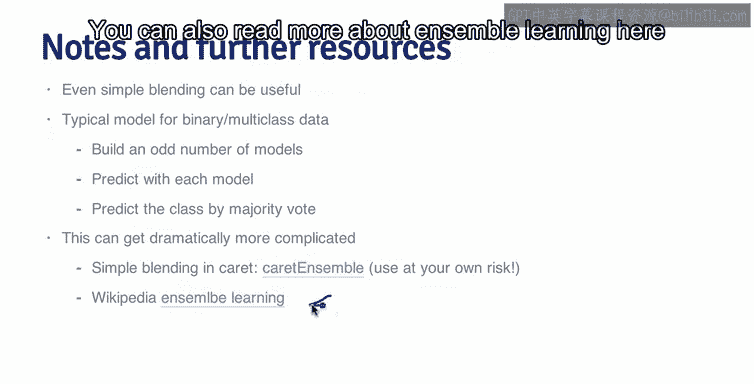 You can also read more about ensemble learning here
Notes and further resources
· Even simple blending can be useful
· Typical model for binary/multiclass data
- Build an odd number of models
- Predict with each model
- Predict the class by majority vote
· This can get dramatically more complicated
- Simple blending in caret: caretEnsemble (use at your own risk!)
- Wikipedia ensemlbe learning